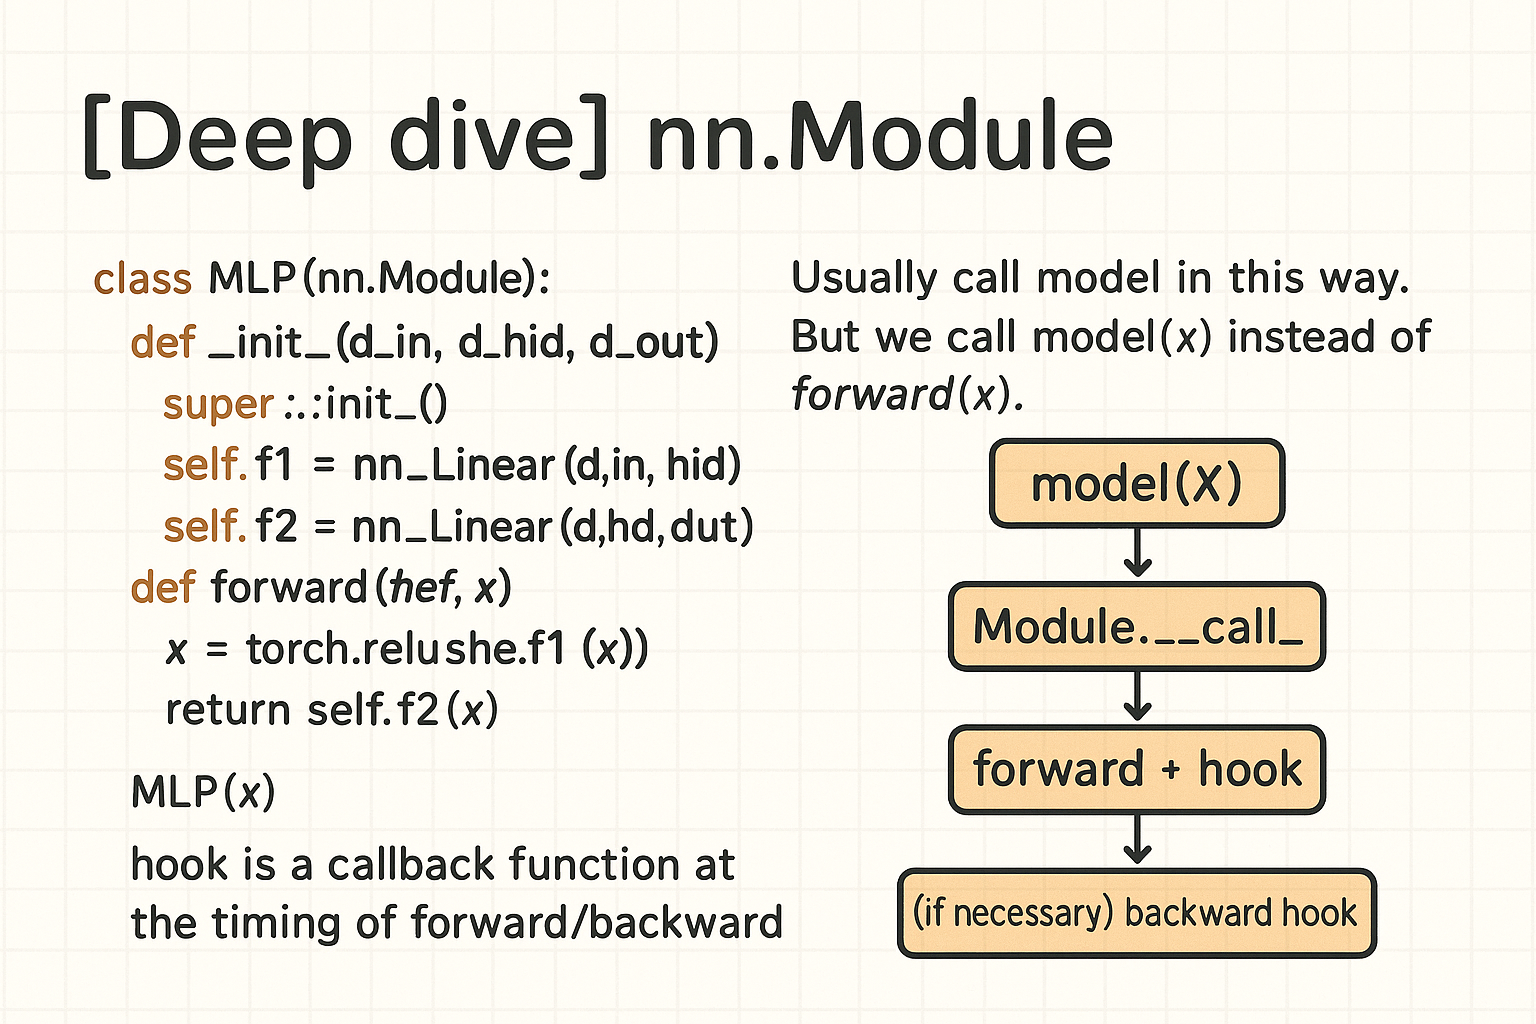 [Deep dive] nn.Module
class MLP(nn.Module):
def _init_(d_in, d_hid, d_out)
super :.:init_()
self. f1 = nn_Linear(d,in, hid)
self. f2 = nn_Linear(d,hd,dut)
def forward(hef, x)
x = torch.relushe.f1 (x))
return self.f2(x)
MLP(x)
hook is a callback function at
the timing of forward/backward
Usually call model in this way.
But we call model(x) instead of
forward(x).
model(X)
Module.__call_
forward + hook
(if necessary) backward hook